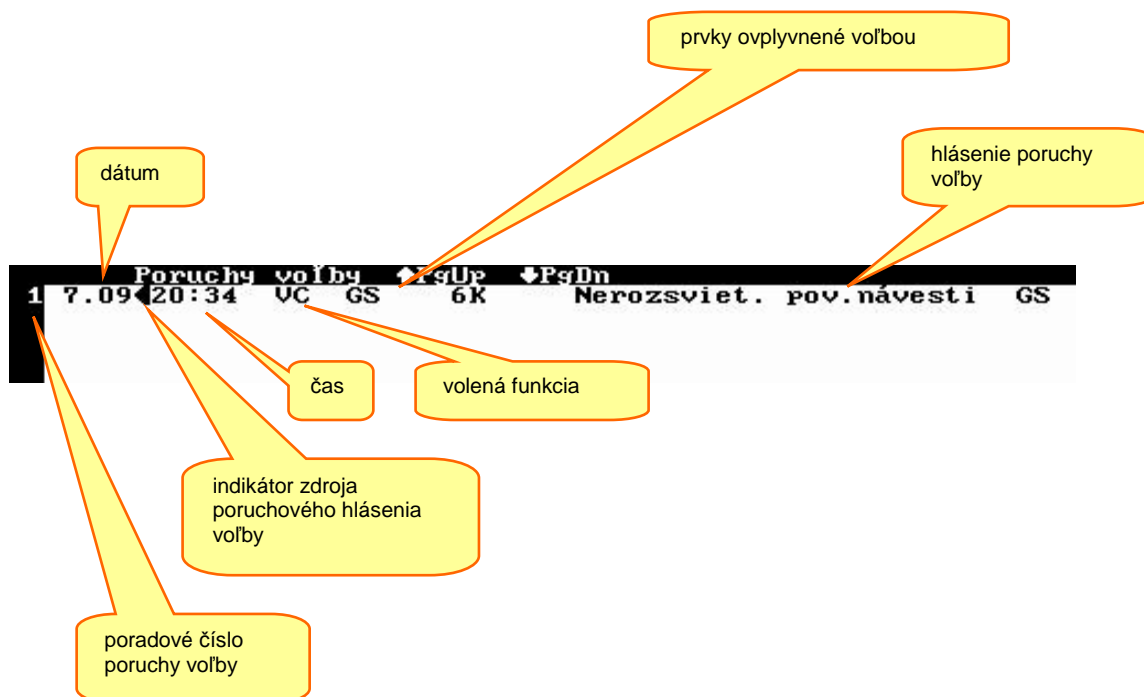 prvky ovplyvnené voľbou
hlásenie poruchy
voľby
dátum
Poruchy voľby ↑PgUp ↓PgDn
1 7.09◀20:34 VC GS 6K Nerozsviet. pov.návesti GS
čas
volená funkcia
indikátor zdroja
poruchového hlásenia
voľby
poradové číslo
poruchy voľby